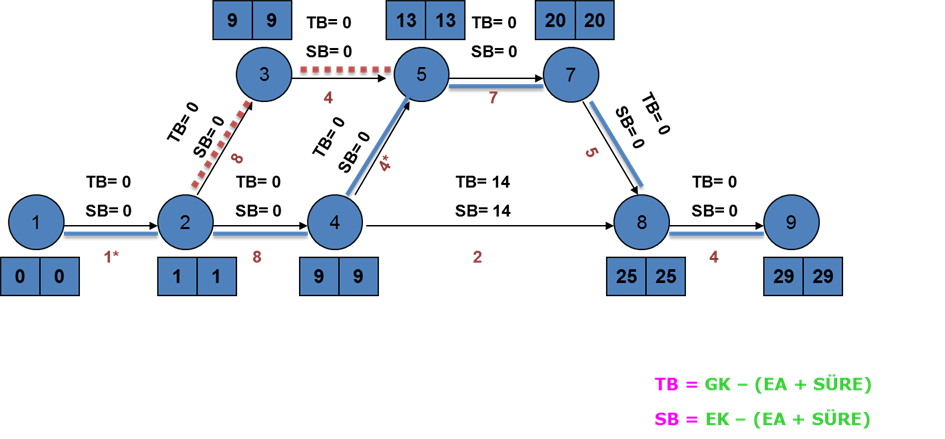 9 9
TB= 0
SB= 0
13 13
TB= 0
SB= 0
20 20
3
5
7
4
7
TB= 0
SB= 0
8
TB= 0
SB= 0
4*
TB= 0
SB= 0
5
TB= 0
SB= 0
TB= 0
SB= 0
TB= 14
SB= 14
TB= 0
SB= 0
1
2
4
8
9
1*
8
2
4
0 0
1 1
9 9
25 25
29 29
TB = GK – (EA + SÜRE)
SB = EK – (EA + SÜRE)